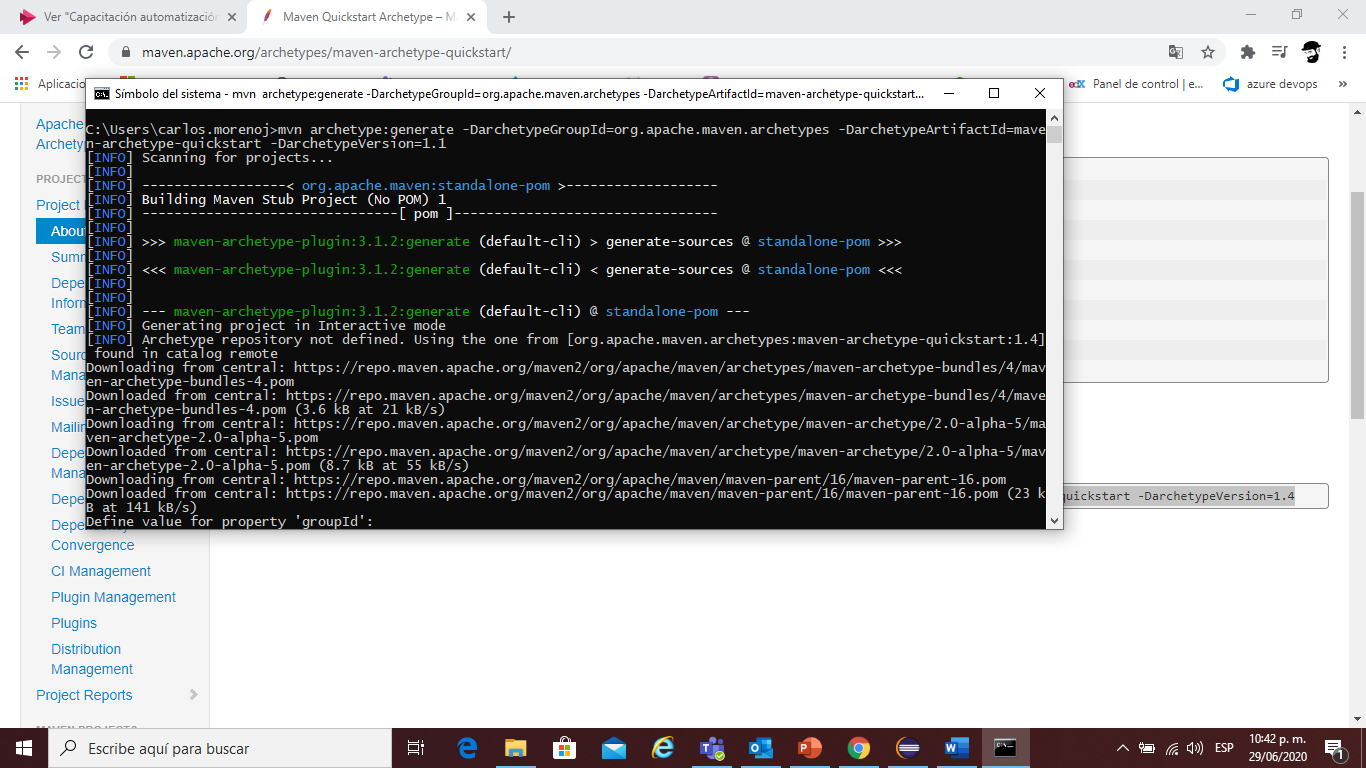 Ver "Capacitación automatización
Maven Quickstart Archetype – M
maven.apache.org/archetypes/maven-archetype-quickstart/
Aplicacio
edX Panel de control | e...
azure devops
Símbolo del sistema - mvn archetype:generate -DarchetypeGroupId=org.apache.maven.archetypes -DarchetypeArtifactId=maven-archetype-quickstart...
C:\Users\carlos.morenoj>mvn archetype:generate -DarchetypeGroupId=org.apache.maven.archetypes -DarchetypeArtifactId=mave
n-archetype-quickstart -DarchetypeVersion=1.1
[INFO] Scanning for projects...
[INFO]
[INFO] ------------------< org.apache.maven:standalone-pom >-------------------
[INFO] Building Maven Stub Project (No POM) 1
[INFO] --------------------------------[ pom ]---------------------------------
[INFO]
[INFO] >>> maven-archetype-plugin:3.1.2:generate (default-cli) > generate-sources @ standalone-pom >>>
[INFO]
[INFO] <<< maven-archetype-plugin:3.1.2:generate (default-cli) < generate-sources @ standalone-pom <<<
[INFO]
[INFO]
[INFO] --- maven-archetype-plugin:3.1.2:generate (default-cli) @ standalone-pom ---
[INFO] Generating project in Interactive mode
[INFO] Archetype repository not defined. Using the one from [org.apache.maven.archetypes:maven-archetype-quickstart:1.4]
found in catalog remote
Downloading from central: https://repo.maven.apache.org/maven2/org/apache/maven/archetypes/maven-archetype-bundles/4/mav
en-archetype-bundles-4.pom
Downloaded from central: https://repo.maven.apache.org/maven2/org/apache/maven/archetypes/maven-archetype-bundles/4/mave
n-archetype-bundles-4.pom (3.6 kB at 21 kB/s)
Downloading from central: https://repo.maven.apache.org/maven2/org/apache/maven/archetype/maven-archetype/2.0-alpha-5/ma
ven-archetype-2.0-alpha-5.pom
Downloaded from central: https://repo.maven.apache.org/maven2/org/apache/maven/archetype/maven-archetype/2.0-alpha-5/mav
en-archetype-2.0-alpha-5.pom (8.7 kB at 55 kB/s)
Downloading from central: https://repo.maven.apache.org/maven2/org/apache/maven/maven-parent/16/maven-parent-16.pom
Downloaded from central: https://repo.maven.apache.org/maven2/org/apache/maven/maven-parent/16/maven-parent-16.pom (23 k
B at 141 kB/s)
Define value for property 'groupId':
quickstart -DarchetypeVersion=1.4
Apache
Archety
PROJECT
Project
About
Summ
Depe
Inforn
Team
Sourc
Mana
Issue
Mailin
Depe
Mana
Depe
Depe
Convergence
CI Management
Plugin Management
Plugins
Distribution
Management
Project Reports
MAVEN PROJECTS
Escribe aquí para buscar
ESP
10:42 p. m.
29/06/2020
1